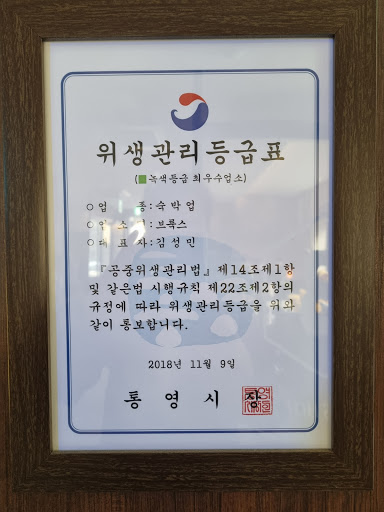 위생관리등급표
(■녹색등급 최우수업소)
○업 종:숙박업
○업 소 명:브룩스
○대 표 자:김성민
『공중위생관리법』제14조제1항
및 같은법 시행규칙 제22조제2항의
규정에 따라 위생관리등급을 위와
같이 통보합니다.
2018년 11월 9일
통 영 시 장